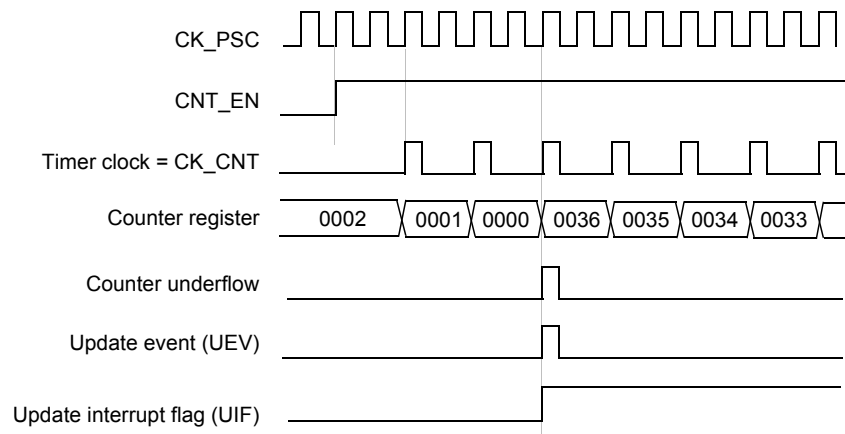 CK_PSC
CNT_EN
Timer clock = CK_CNT
Counter register 0002 0001 0000 0036 0035 0034 0033
Counter underflow
Update event (UEV)
Update interrupt flag (UIF)